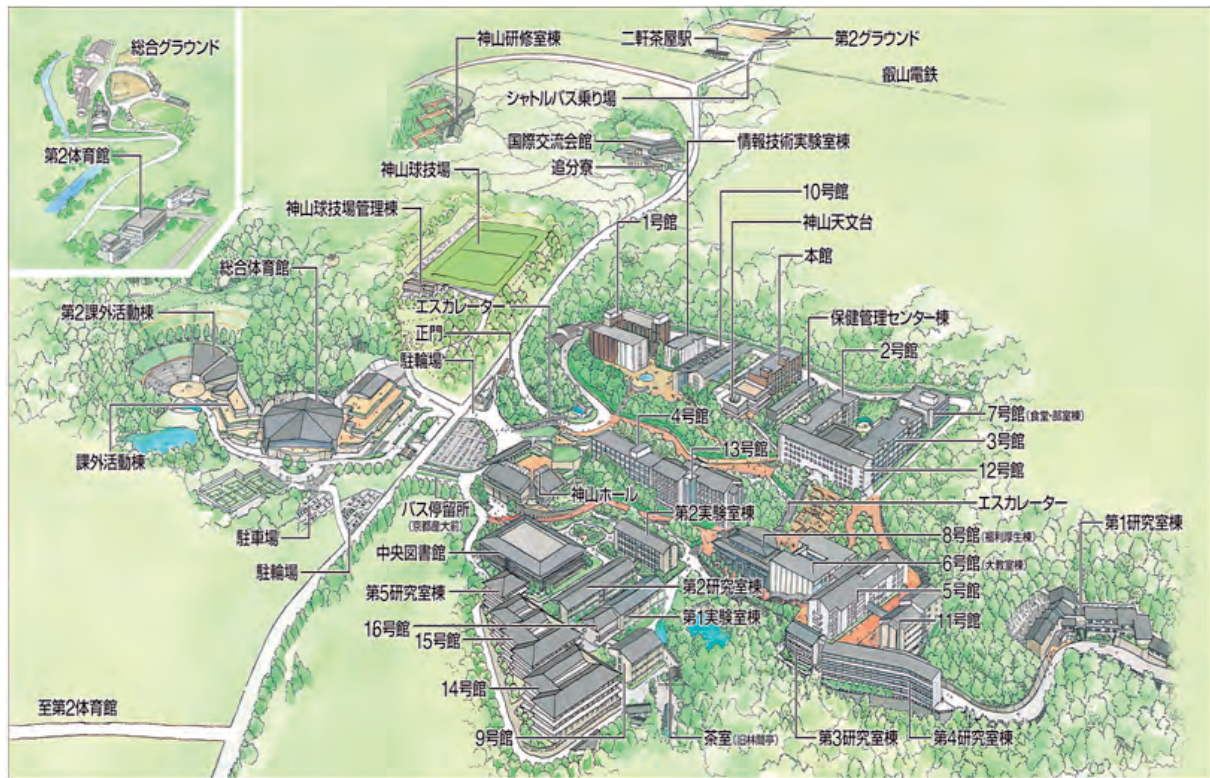 総合グラウンド
第2体育館
神山研修室棟
二軒茶屋駅
第2グラウンド
叡山電鉄
シャトルバス乗り場
国際交流会館
情報技術実験室棟
追分寮
神山球技場
10号館
神山球技場管理棟
1号館
神山天文台
本館
総合体育館
エスカレーター
第2課外活動棟
正門
保健管理センター棟
駐輪場
2号館
4号館
7号館(食堂・部室棟)
13号館
3号館
課外活動棟
12号館
神山ホール
バス停留所
(京都産大前)
エスカレーター
第2実験室棟
第1研究室棟
駐車場
8号館(福利厚生棟)
中央図書館
6号館(大教室棟)
駐輪場
第5研究室棟
第2研究室棟
5号館
第1実験室棟
16号館
11号館
15号館
14号館
至第2体育館
9号館
茶室(旧林間亭)
第3研究室棟
第4研究室棟